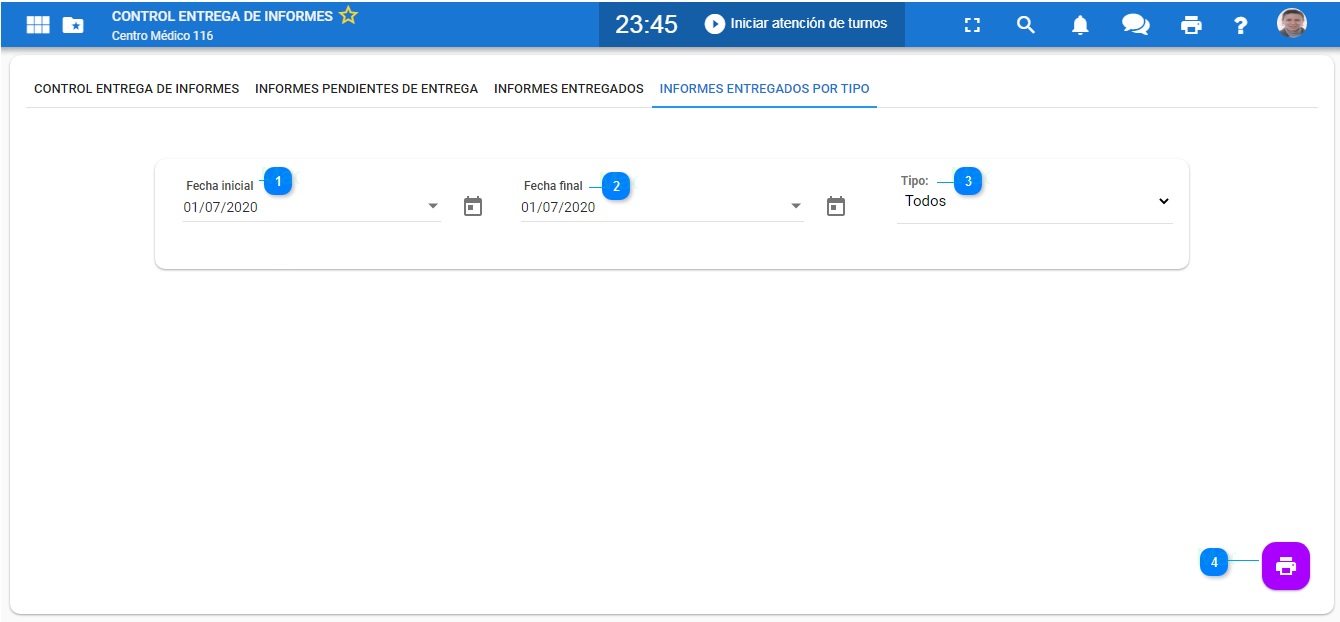 CONTROL ENTREGA DE INFORMES
Centro Médico 116
23:45
Iniciar atención de turnos
?
CONTROL ENTREGA DE INFORMES
INFORMES PENDIENTES DE ENTREGA
INFORMES ENTREGADOS
INFORMES ENTREGADOS POR TIPO
Fecha inicial
1
01/07/2020
Fecha final
2
01/07/2020
Tipo:
3
Todos
4